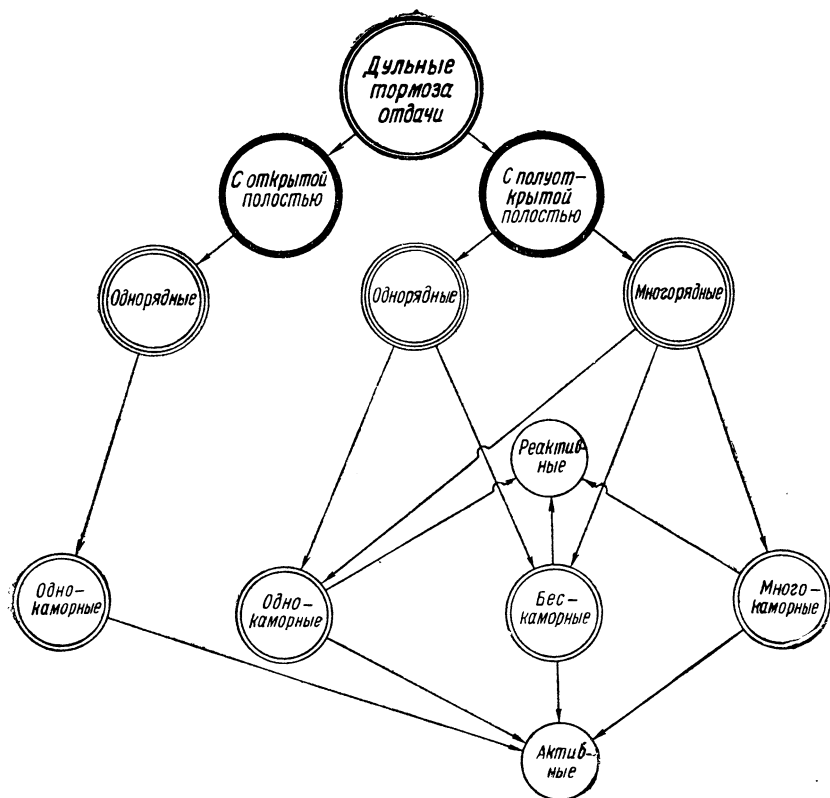 Дульные
тормоза
отдачи
С открытой
полостью
С полуот-
крытой
полостью
Однорядные
Однорядные
Многорядные
Реактив-
ные
Одно-
каморные
Одно-
каморные
Бес-
каморные
Много-
каморные
Актив-
ные